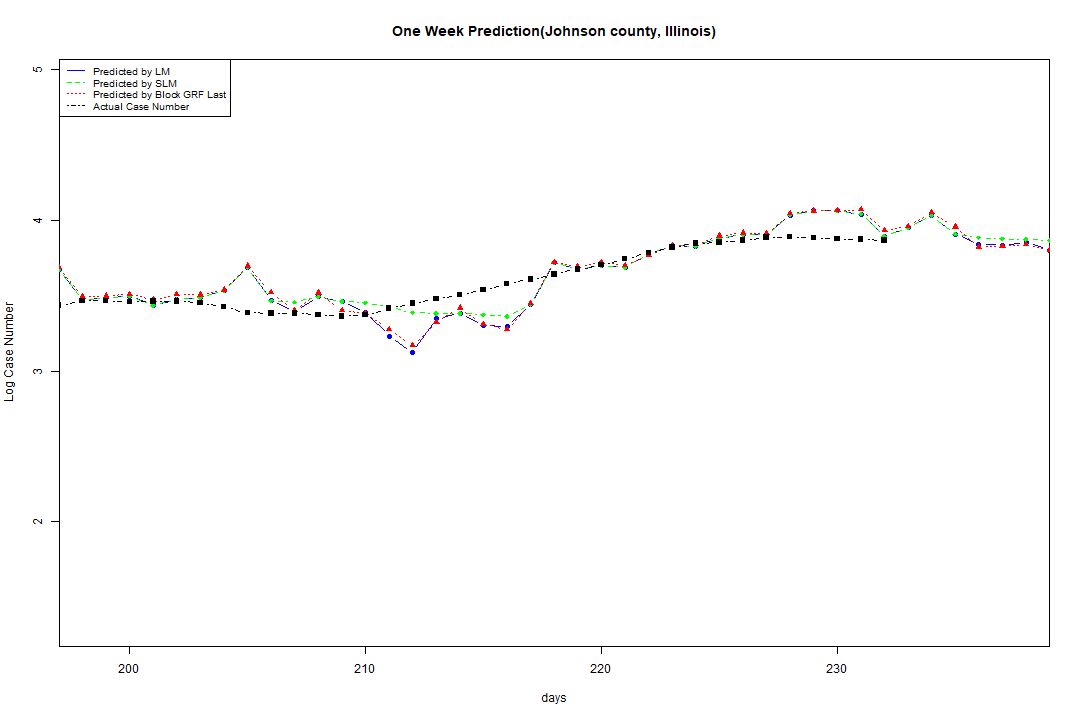 One Week Prediction(Johnson county, Illinois)
Predicted by LM
Predicted by SLM
Predicted by Block GRF Last
Actual Case Number
5
4
3
2
Log Case Number
200
210
220
230
days